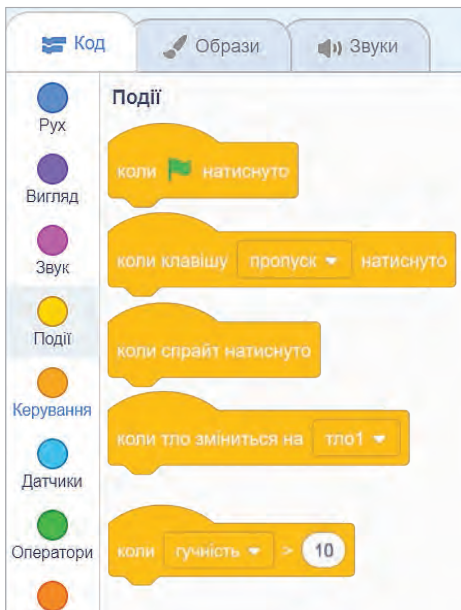 Код
Образи
Звуки
Рух
Вигляд
Звук
Події
Керування
Датчики
Оператори
Події
коли натиснуто
коли клавішу пропуск натиснуто
коли спрайт натиснуто
коли тло зміниться на тло1
коли гучність > 10